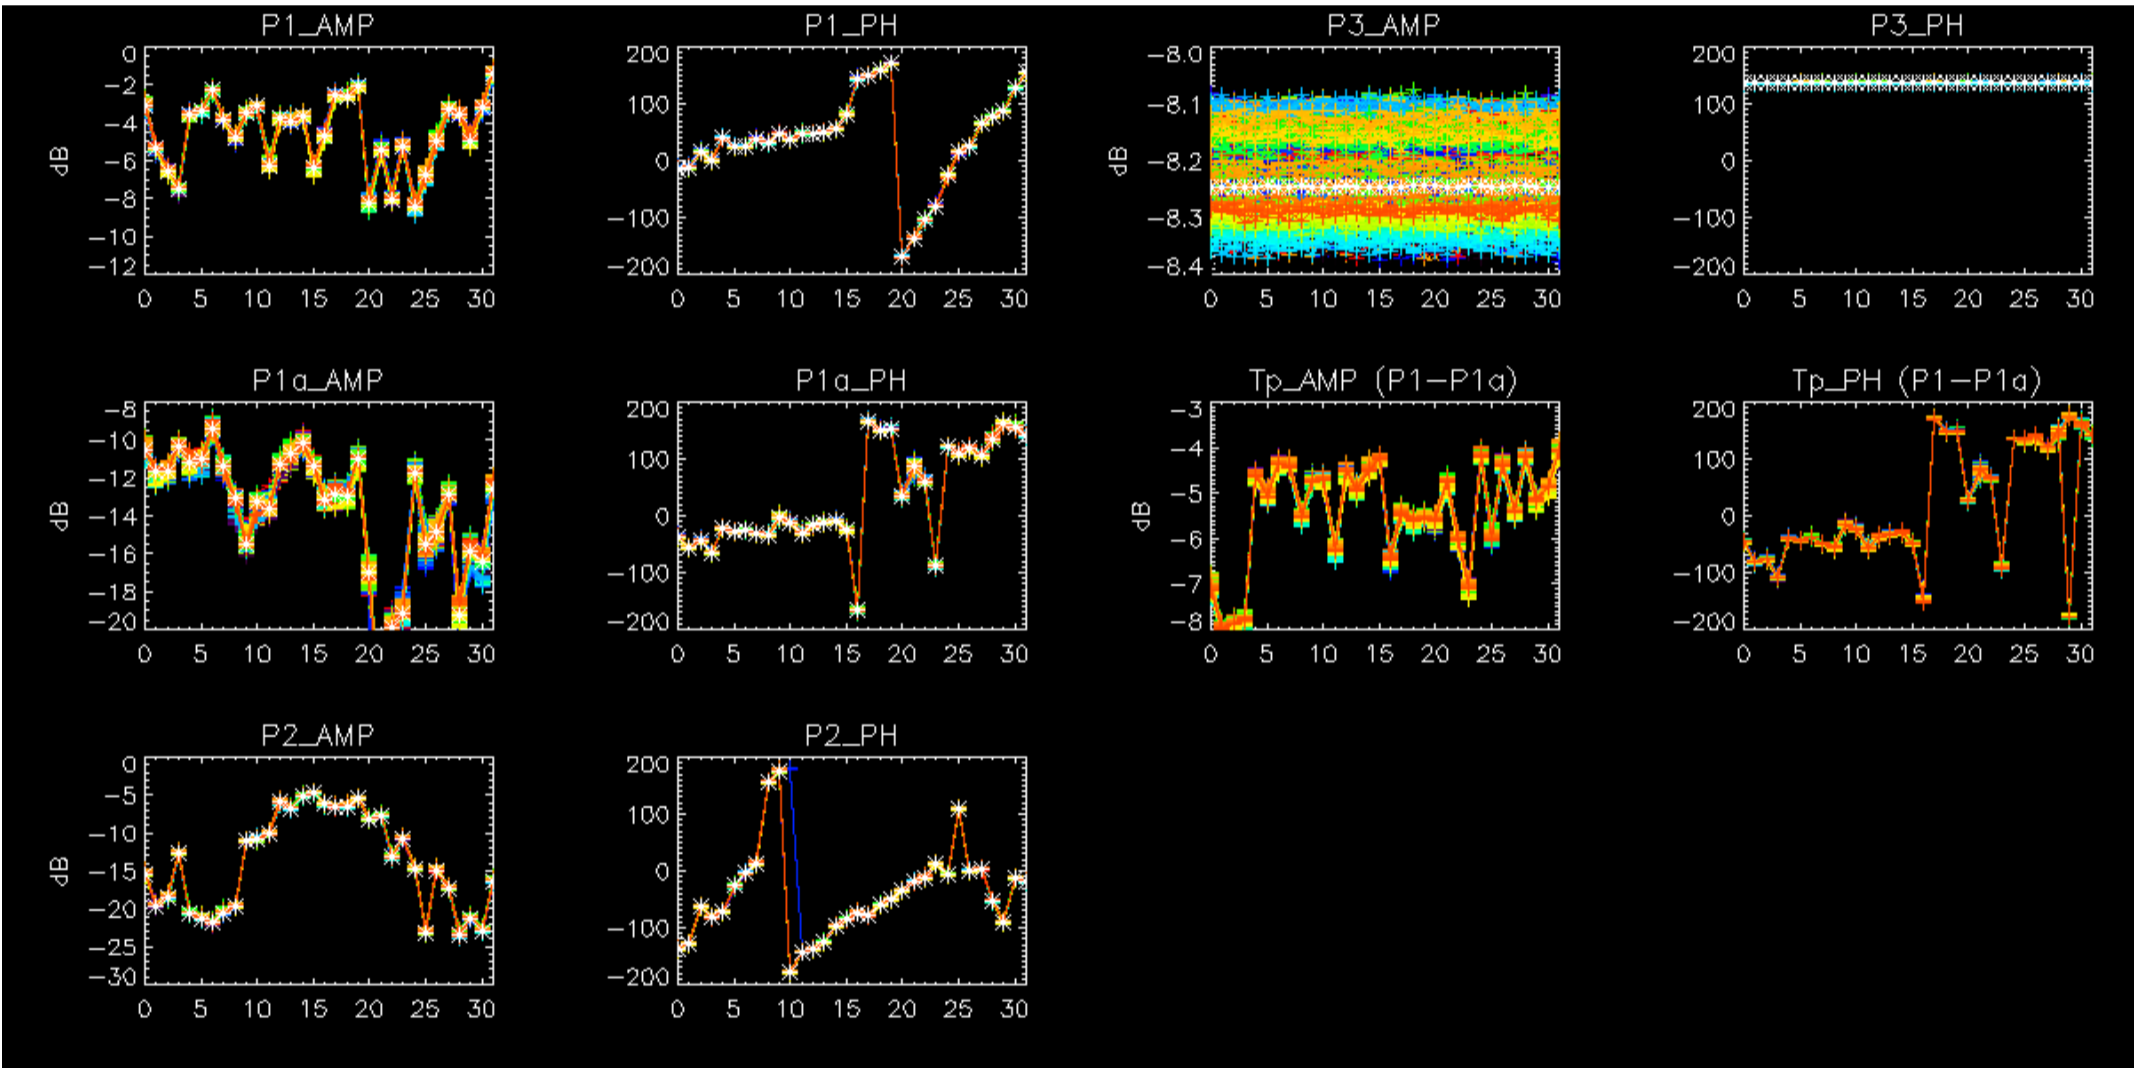 P1_AMP
P1_PH
P3_AMP
P3_PH
0
-2
-4
-6
-8
-10
-12
dB
0 5 10 15 20 25 30
200
100
0
-100
-200
0 5 10 15 20 25 30
-8.0
-8.1
-8.2
-8.3
-8.4
dB
0 5 10 15 20 25 30
200
100
0
-100
-200
0 5 10 15 20 25 30
P1a_AMP
P1a_PH
Tp_AMP (P1-P1a)
Tp_PH (P1-P1a)
-8
-10
-12
-14
-16
-18
-20
dB
0 5 10 15 20 25 30
200
100
0
-100
-200
0 5 10 15 20 25 30
-3
-4
-5
-6
-7
-8
dB
0 5 10 15 20 25 30
200
100
0
-100
-200
0 5 10 15 20 25 30
P2_AMP
P2_PH
0
-5
-10
-15
-20
-25
-30
dB
0 5 10 15 20 25 30
200
100
0
-100
-200
0 5 10 15 20 25 30